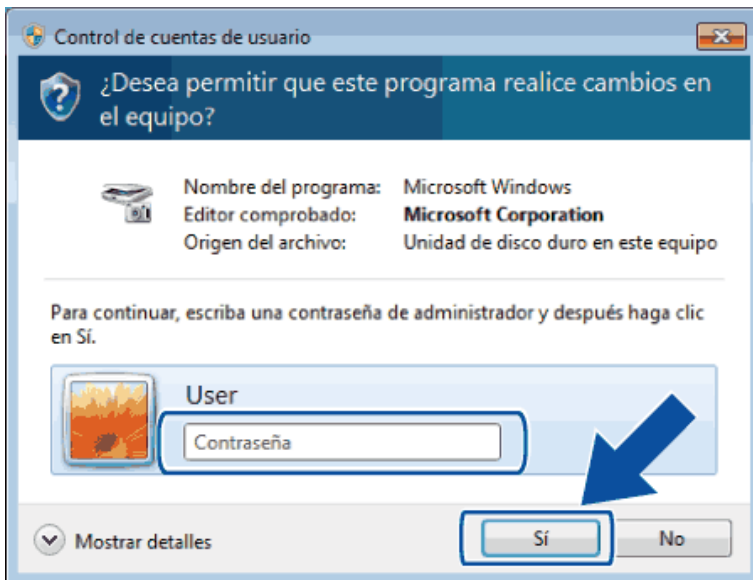 Control de cuentas de usuario
¿Desea permitir que este programa realice cambios en
el equipo?
Nombre del programa: Microsoft Windows
Editor comprobado: Microsoft Corporation
Origen del archivo: Unidad de disco duro en este equipo
Para continuar, escriba una contraseña de administrador y después haga clic
en Sí.
User
Contraseña
Mostrar detalles
Sí
No